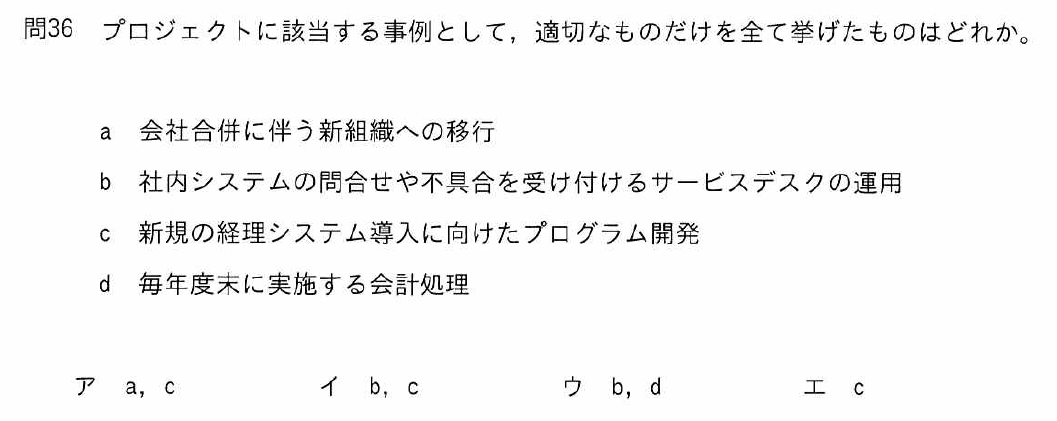 問36 プロジェクトに該当する事例として，適切なものだけを全て挙げたものはどれか。
a 会社合併に伴う新組織への移行
b 社内システムの問合せや不具合を受け付けるサービスデスクの運用
c 新規の経理システム導入に向けたプログラム開発
d 毎年度末に実施する会計処理
ア a，c イ b，c ウ b，d エ c